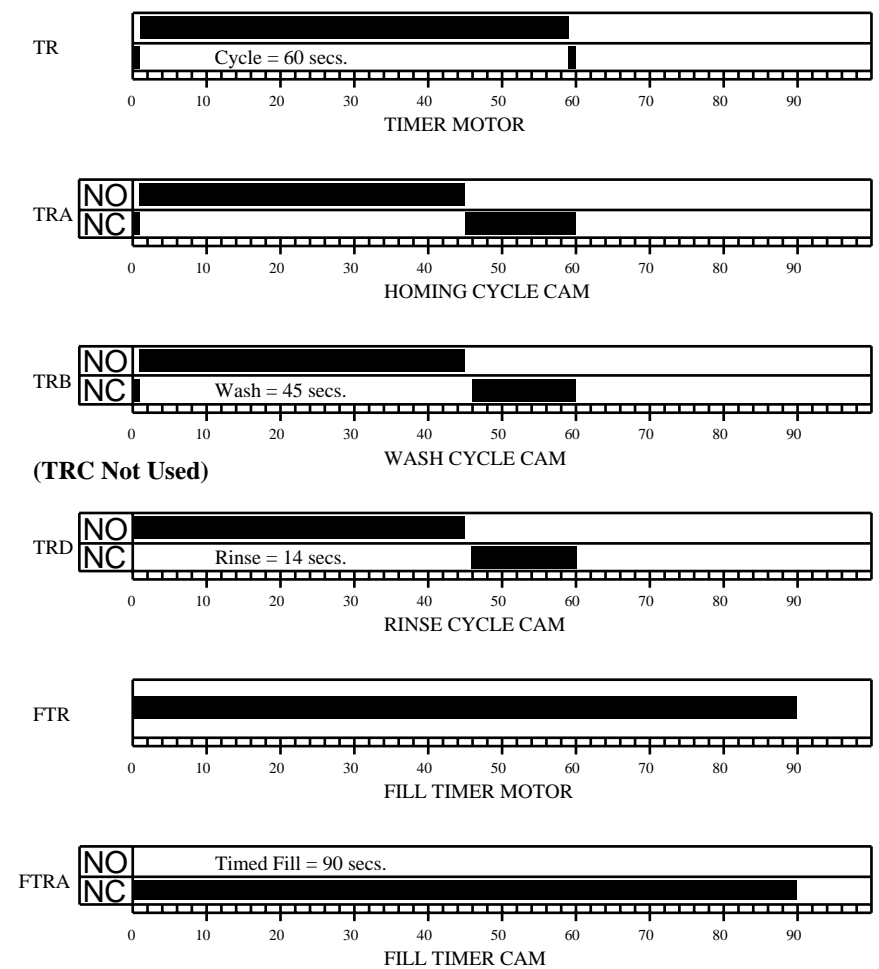 TR
Cycle = 60 secs.
0 10 20 30 40 50 60 70 80 90
TIMER MOTOR
NO
TRA
NC
0 10 20 30 40 50 60 70 80 90
HOMING CYCLE CAM
NO
TRB
NC Wash = 45 secs.
0 10 20 30 40 50 60 70 80 90
WASH CYCLE CAM
(TRC Not Used)
NO
TRD
NC Rinse = 14 secs.
0 10 20 30 40 50 60 70 80 90
RINSE CYCLE CAM
FTR
0 10 20 30 40 50 60 70 80 90
FILL TIMER MOTOR
NO Timed Fill = 90 secs.
FTRA
NC
0 10 20 30 40 50 60 70 80 90
FILL TIMER CAM